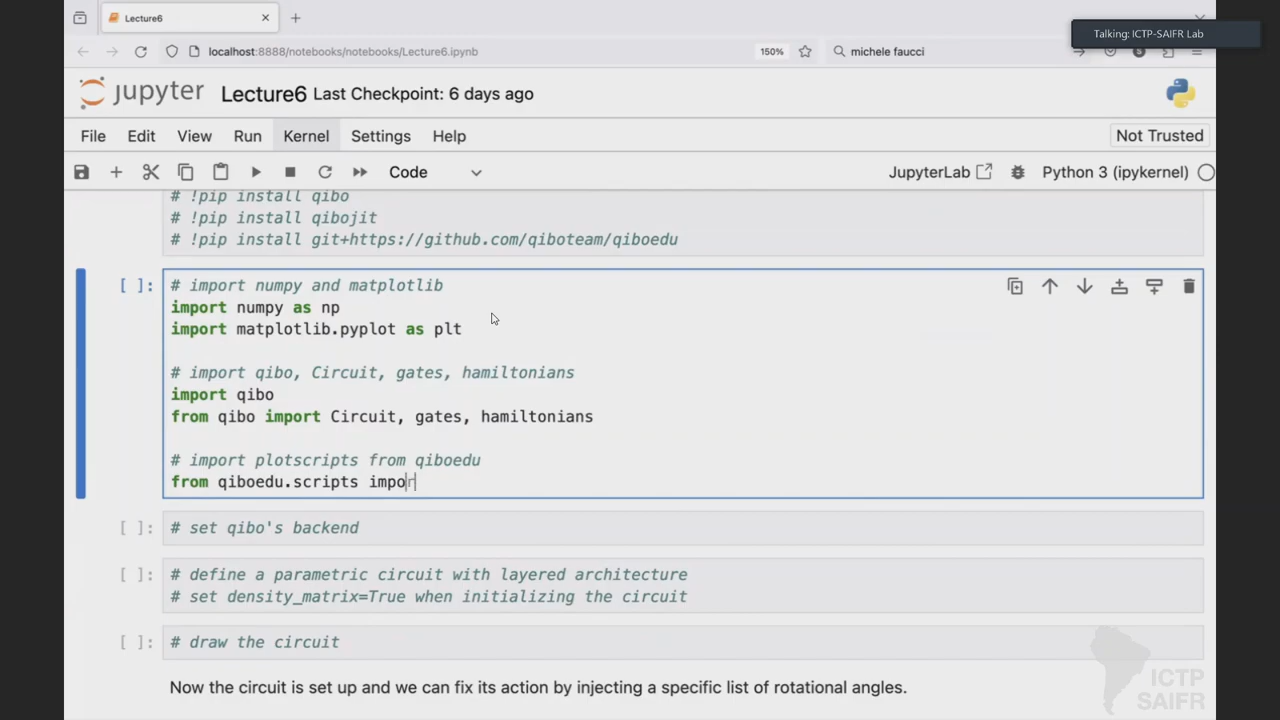 Lecture6
localhost:8888/notebooks/notebooks/Lecture6.ipynb
150%
michele faucci
Talking: ICTP-SAIFR Lab
jupyter
Lecture6 Last Checkpoint: 6 days ago
File Edit View Run Kernel Settings Help
Not Trusted
Code
JupyterLab
Python 3 (ipykernel)
# !pip install qibo
# !pip install qibojit
# !pip install git+https://github.com/qiboteam/qiboedu
[ ]:
# import numpy and matplotlib
import numpy as np
import matplotlib.pyplot as plt
# import qibo, Circuit, gates, hamiltonians
import qibo
from qibo import Circuit, gates, hamiltonians
# import plotscripts from qiboedu
from qiboedu.scripts impor
[ ]:
# set qibo's backend
[ ]:
# define a parametric circuit with layered architecture
# set density_matrix=True when initializing the circuit
[ ]:
# draw the circuit
Now the circuit is set up and we can fix its action by injecting a specific list of rotational angles.
ICTP
SAIFR